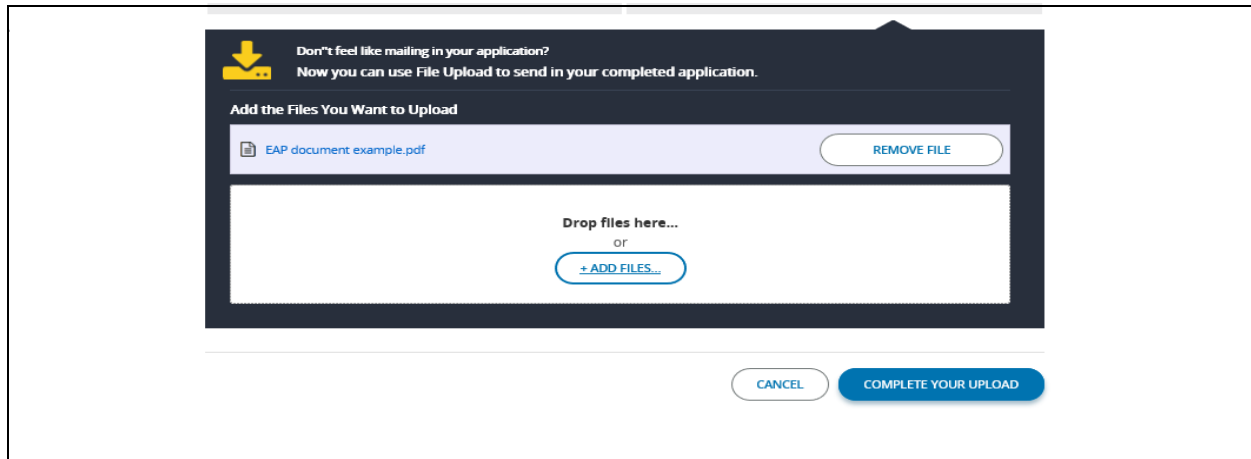 Don"t feel like mailing in your application?
Now you can use File Upload to send in your completed application.
Add the Files You Want to Upload
EAP document example.pdf
REMOVE FILE
Drop files here...
or
+ ADD FILES...
CANCEL
COMPLETE YOUR UPLOAD